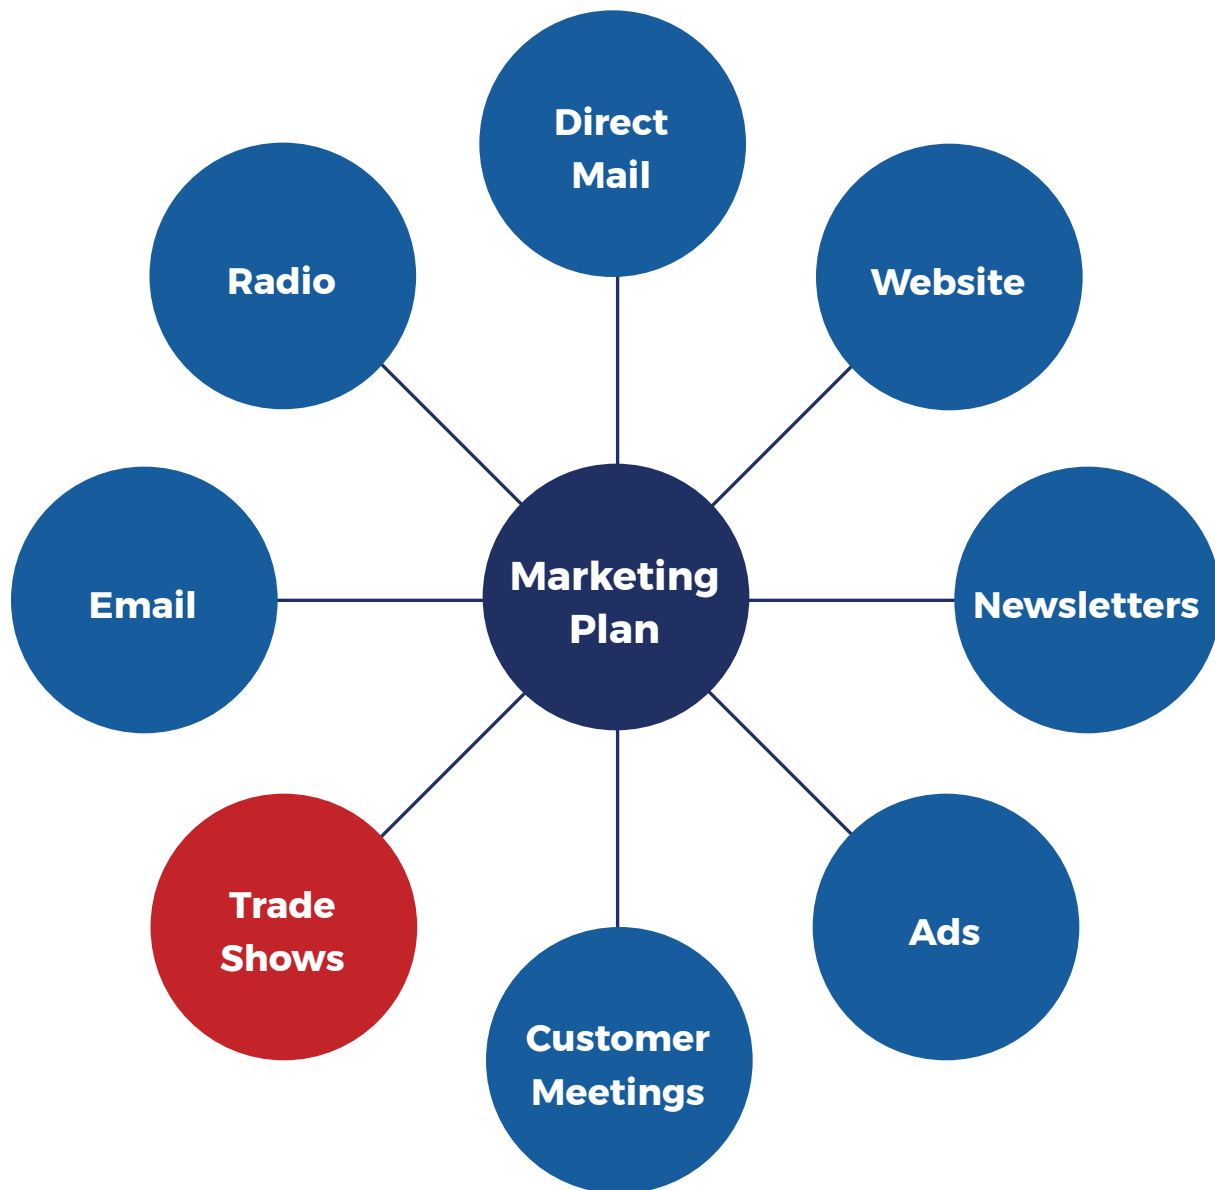 Direct
Mail
Radio
Website
Marketing
Plan
Email
Newsletters
Trade
Shows
Ads
Customer
Meetings